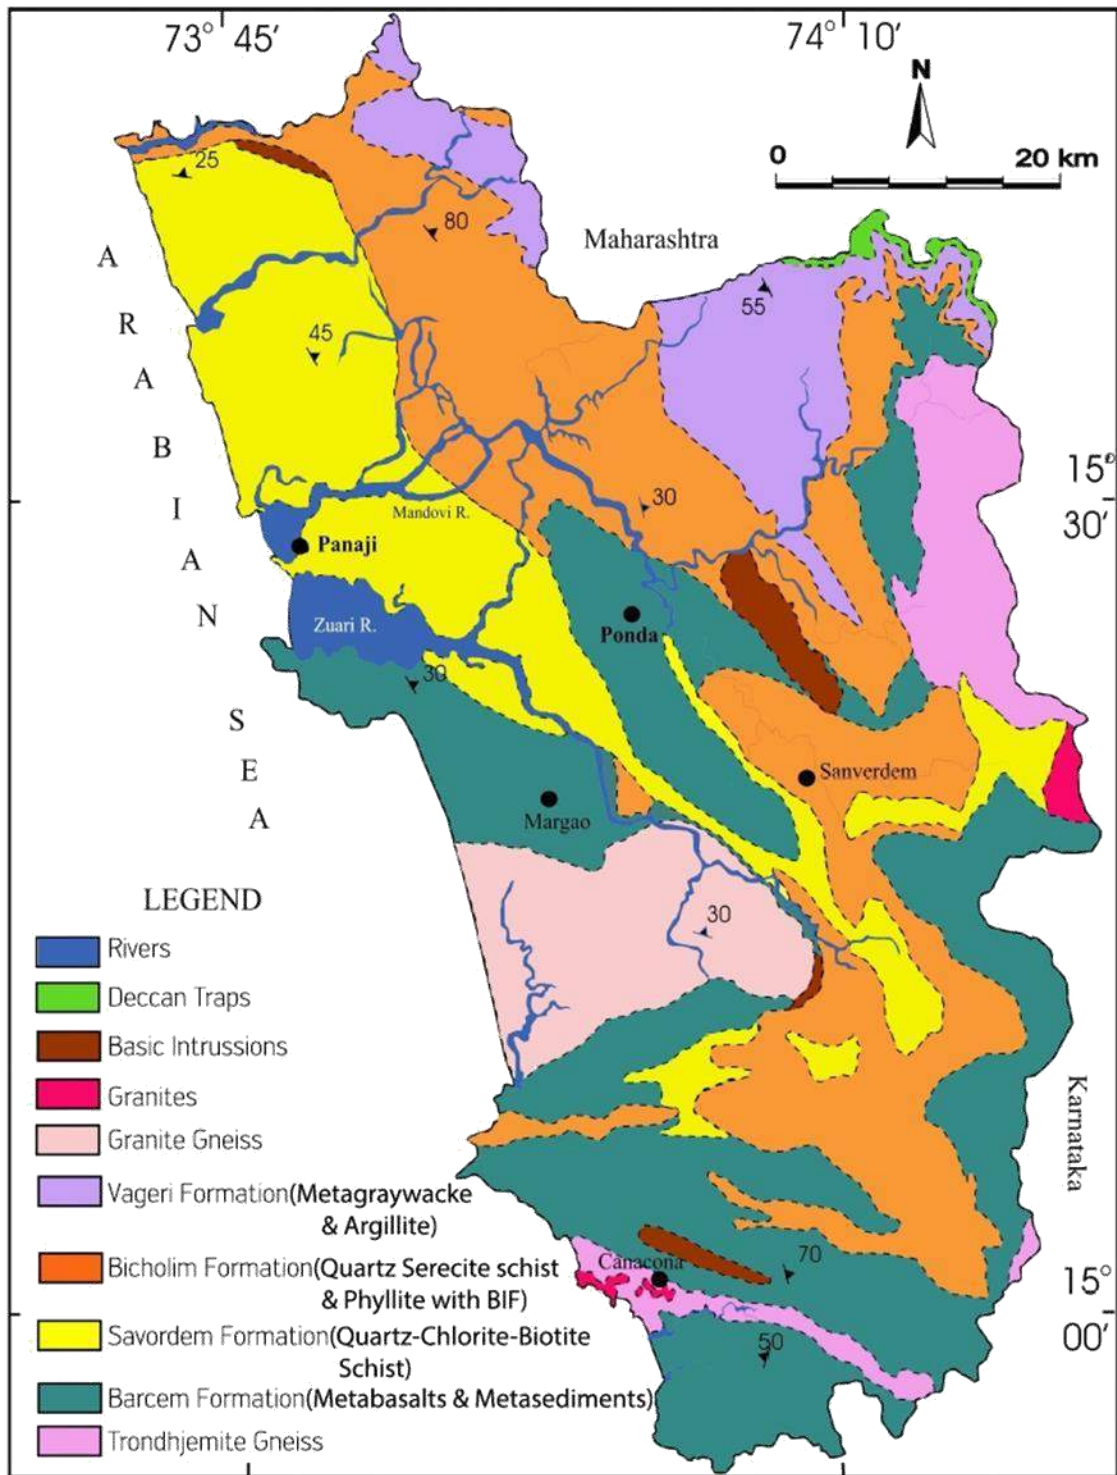 73° 45′
74° 10′
N
0 20 km
25
80
Maharashtra
55
45
A
R
A
B
I
A
N
S
E
A
15°
30′
30
Mandovi R.
Panaji
Zuari R.
Ponda
30
Sanverdem
Margao
30
LEGEND
Rivers
Deccan Traps
Basic Intrussions
Granites
Granite Gneiss
Vageri Formation(Metagraywacke
& Argillite)
Bicholim Formation(Quartz Serecite schist
& Phyllite with BIF)
Savordem Formation(Quartz-Chlorite-Biotite
Schist)
Barcem Formation(Metabasalts & Metasediments)
Trondhjemite Gneiss
Karnataka
Canacona
70
50
15°
00′